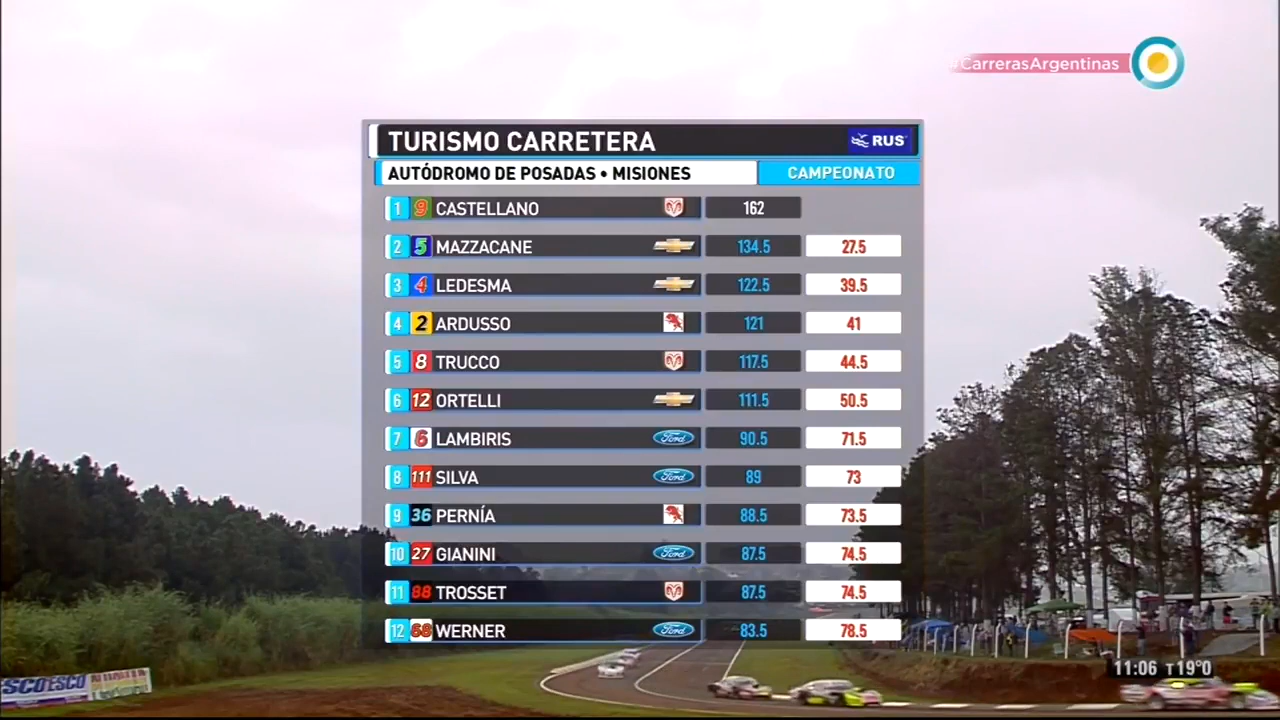 #CarrerasArgentinas
TURISMO CARRETERA RUS
AUTÓDROMO DE POSADAS • MISIONES CAMPEONATO
1 9 CASTELLANO 162
2 5 MAZZACANE 134.5 27.5
3 4 LEDESMA 122.5 39.5
4 2 ARDUSSO 121 41
5 8 TRUCCO 117.5 44.5
6 12 ORTELLI 111.5 50.5
7 6 LAMBIRIS Ford 90.5 71.5
8 111 SILVA Ford 89 73
9 36 PERNÍA 88.5 73.5
10 27 GIANINI Ford 87.5 74.5
11 88 TROSSET 87.5 74.5
12 68 WERNER Ford 83.5 78.5
11:06 T19º0
ESCO ESCO